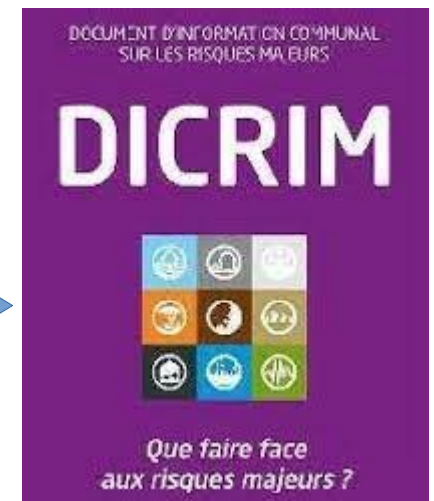 DOCUMENT D'INFORMATION COMMUNAL
SUR LES RISQUES MAJEURS
DICRIM
Que faire face
aux risques majeurs ?